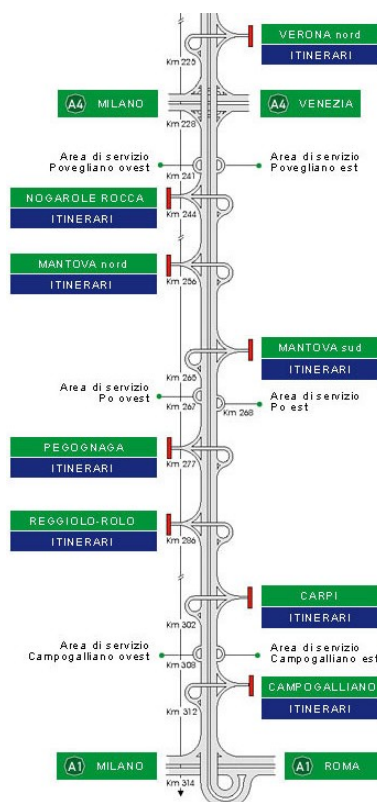 VERONA nord
ITINERARI
Km 225
A4 MILANO
A4 VENEZIA
Km 228
Area di servizio
Povegliano ovest
Area di servizio
Povegliano est
Km 241
NOGAROLE ROCCA
ITINERARI
Km 244
MANTOVA nord
ITINERARI
Km 256
MANTOVA sud
ITINERARI
Km 265
Area di servizio
Po ovest
Km 267
Km 268
Area di servizio
Po est
PEGOGNAGA
ITINERARI
Km 277
REGGIOLO-ROLO
ITINERARI
Km 286
CARPI
ITINERARI
Km 302
Area di servizio
Campogalliano ovest
Area di servizio
Campogalliano est
Km 308
CAMPOGALLIANO
ITINERARI
Km 312
A1 MILANO
A1 ROMA
Km 314